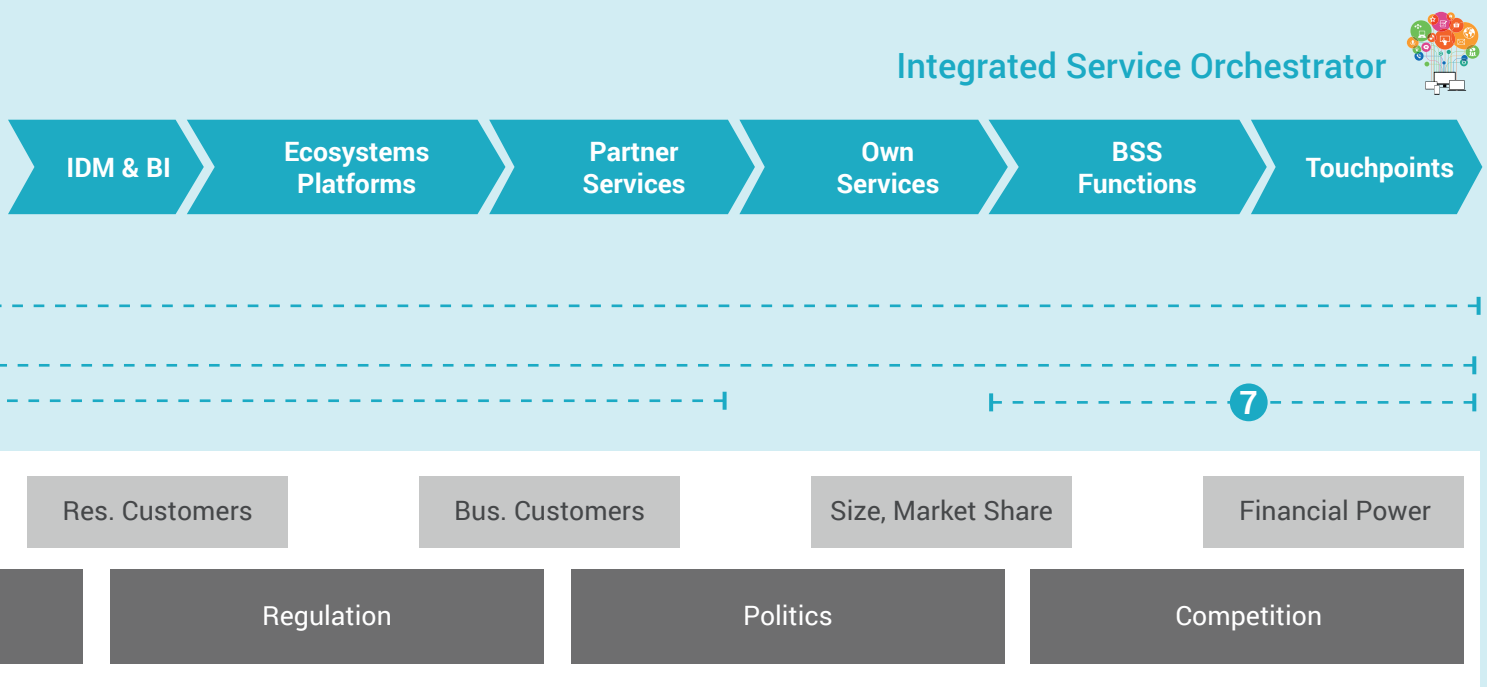 Integrated Service Orchestrator
IDM & BI
Ecosystems
Platforms
Partner
Services
Own
Services
BSS
Functions
Touchpoints
7
Res. Customers
Bus. Customers
Size, Market Share
Financial Power
Regulation
Politics
Competition